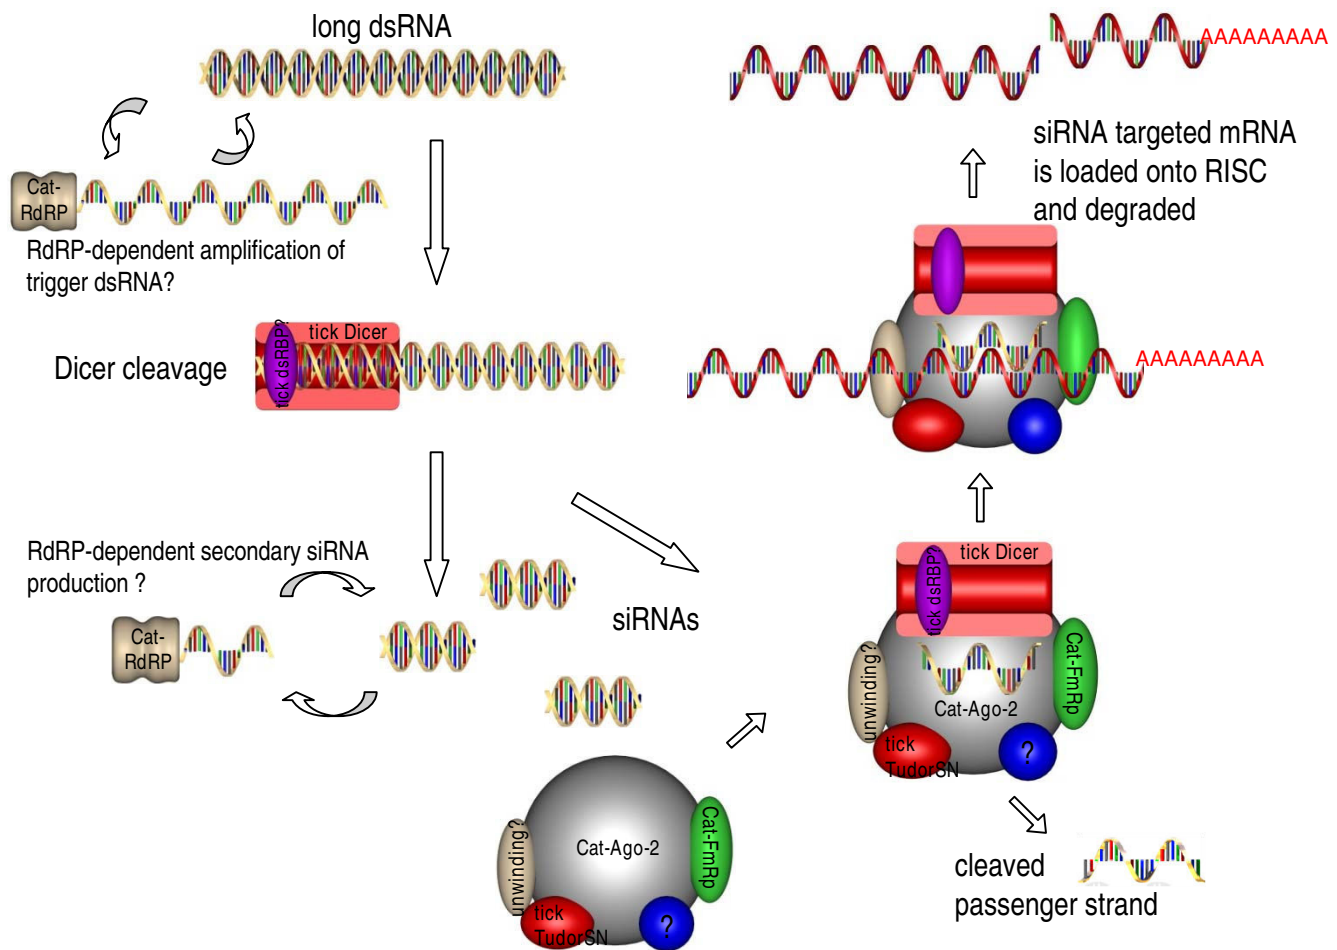 long dsRNA
Cat-
RdRP
RdRP-dependent amplification of
trigger dsRNA?
Dicer cleavage
tick dsRBP?
tick Dicer
RdRP-dependent secondary siRNA
production ?
Cat-
RdRP
siRNAs
unwinding?
Cat-Ago-2
Cat-FmRp
tick
TudorSN
?
tick dsRBP?
tick Dicer
unwinding?
Cat-Ago-2
Cat-FmRp
tick
TudorSN
?
cleaved
passenger strand
AAAAAAAAA
AAAAAAAAA
siRNA targeted mRNA
is loaded onto RISC
and degraded